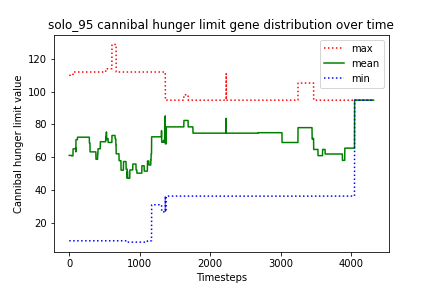 solo_95 cannibal hunger limit gene distribution over time
max
mean
min
Cannibal hunger limit value
120
100
80
60
40
20
0
1000
2000
3000
4000
Timesteps